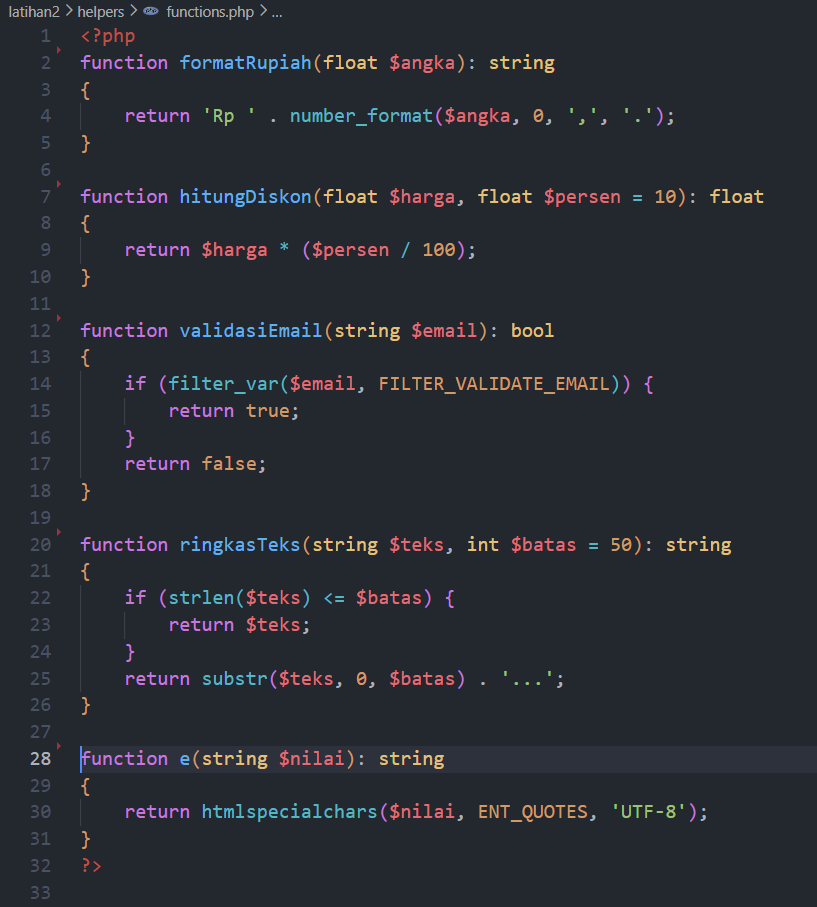 latihan2 > helpers > functions.php > ...
1 <?php
2 function formatRupiah(float $angka): string
3 {
4     return 'Rp ' . number_format($angka, 0, ',', '.');
5 }
6
7 function hitungDiskon(float $harga, float $persen = 10): float
8 {
9     return $harga * ($persen / 100);
10 }
11
12 function validasiEmail(string $email): bool
13 {
14     if (filter_var($email, FILTER_VALIDATE_EMAIL)) {
15         return true;
16     }
17     return false;
18 }
19
20 function ringkasTeks(string $teks, int $batas = 50): string
21 {
22     if (strlen($teks) <= $batas) {
23         return $teks;
24     }
25     return substr($teks, 0, $batas) . '...';
26 }
27
28 function e(string $nilai): string
29 {
30     return htmlspecialchars($nilai, ENT_QUOTES, 'UTF-8');
31 }
32 ?>
33